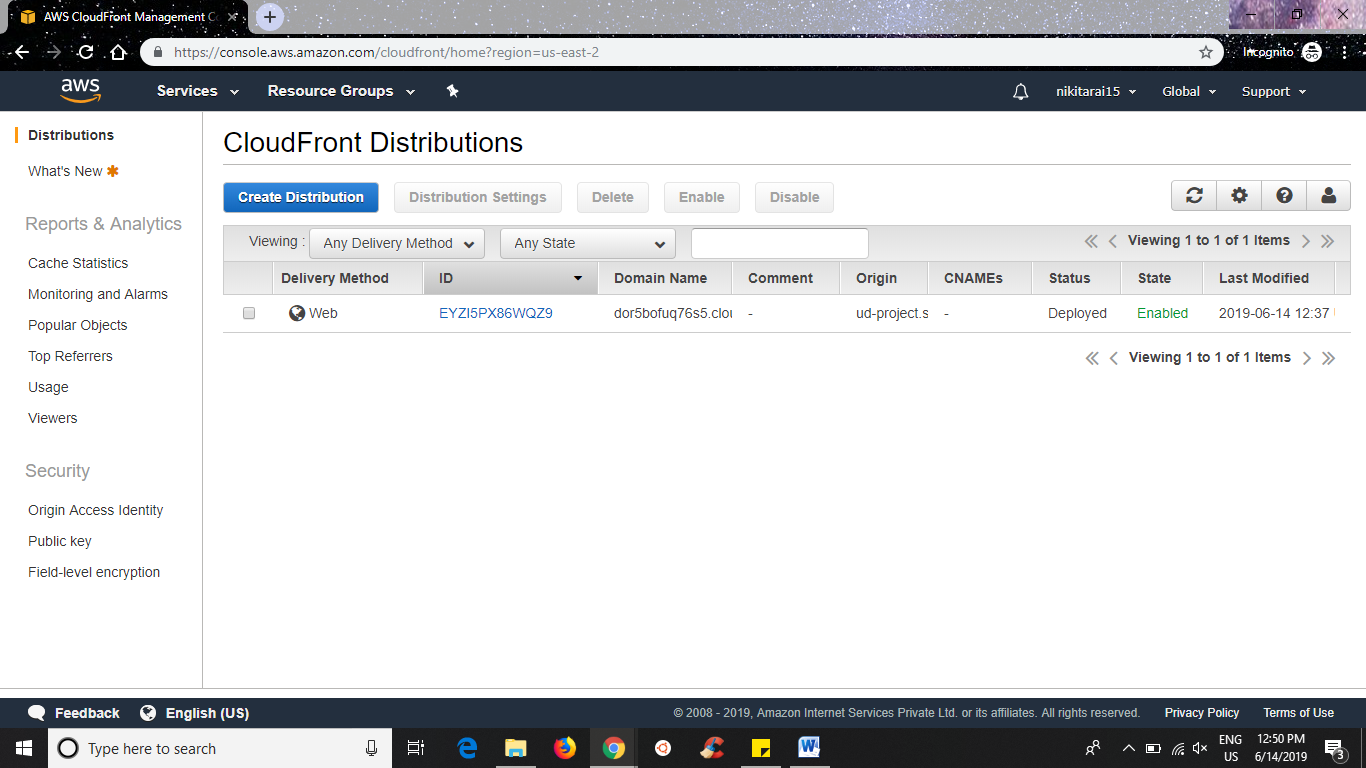 AWS CloudFront Management C
https://console.aws.amazon.com/cloudfront/home?region=us-east-2
Incognito
aws
Services
Resource Groups
nikitarai15
Global
Support
Distributions
What's New
Reports & Analytics
Cache Statistics
Monitoring and Alarms
Popular Objects
Top Referrers
Usage
Viewers
Security
Origin Access Identity
Public key
Field-level encryption
CloudFront Distributions
Create Distribution
Distribution Settings
Delete
Enable
Disable
Viewing :
Any Delivery Method
Any State
Viewing 1 to 1 of 1 Items
Delivery Method ID Domain Name Comment Origin CNAMEs Status State Last Modified
Web EYZI5PX86WQZ9 dor5bofuq76s5.clou - ud-project.s - Deployed Enabled 2019-06-14 12:37
Viewing 1 to 1 of 1 Items
Feedback
English (US)
© 2008 - 2019, Amazon Internet Services Private Ltd. or its affiliates. All rights reserved.
Privacy Policy
Terms of Use
Type here to search
ENG
US
12:50 PM
6/14/2019
3